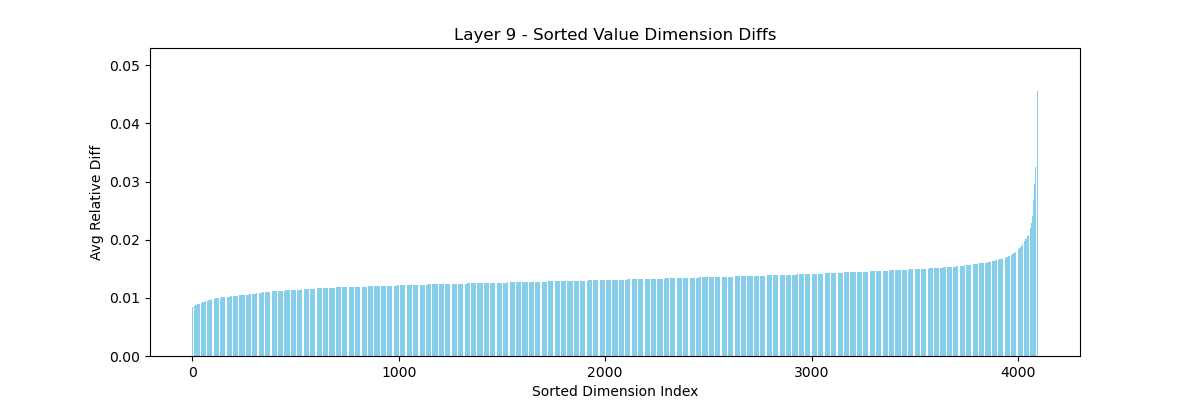 Layer 9 - Sorted Value Dimension Diffs
0.05
0.04
0.03
0.02
0.01
0.00
Avg Relative Diff
0 1000 2000 3000 4000
Sorted Dimension Index